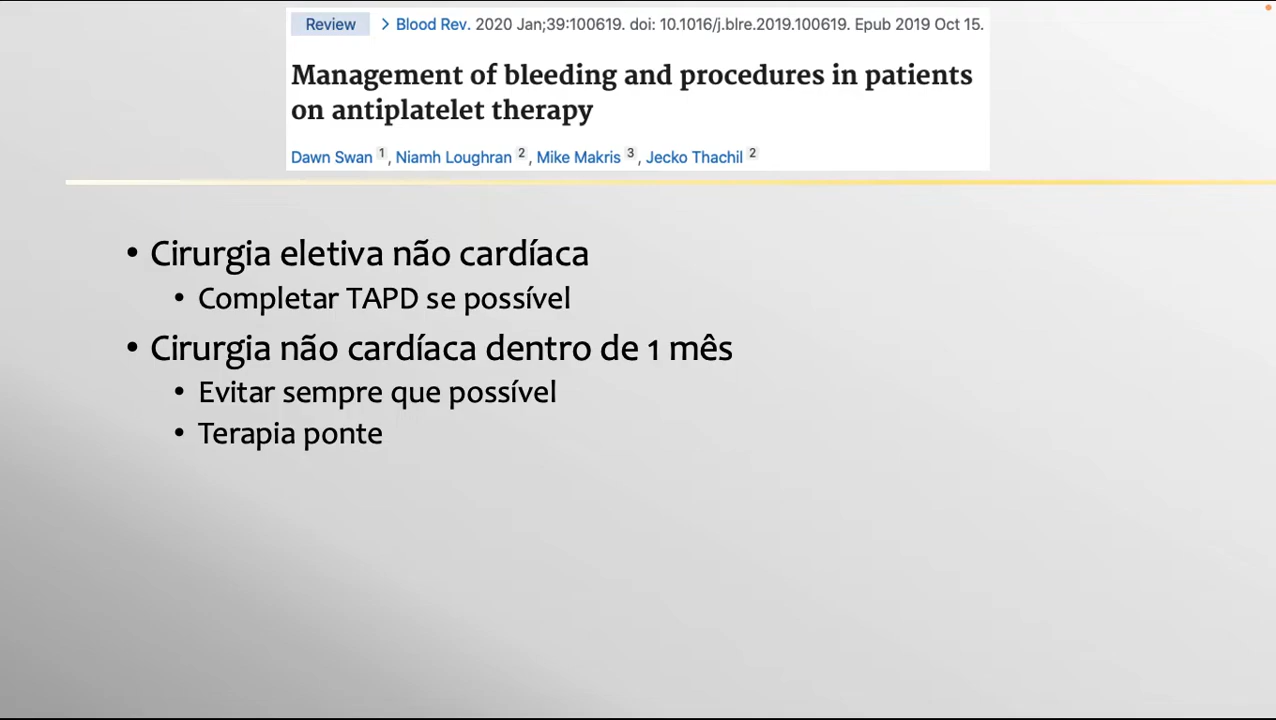 Review > Blood Rev. 2020 Jan;39:100619. doi: 10.1016/j.blre.2019.100619. Epub 2019 Oct 15.
Management of bleeding and procedures in patients
on antiplatelet therapy
Dawn Swan 1, Niamh Loughran 2, Mike Makris 3, Jecko Thachil 2
• Cirurgia eletiva não cardíaca
• Completar TAPD se possível
• Cirurgia não cardíaca dentro de 1 mês
• Evitar sempre que possível
• Terapia ponte